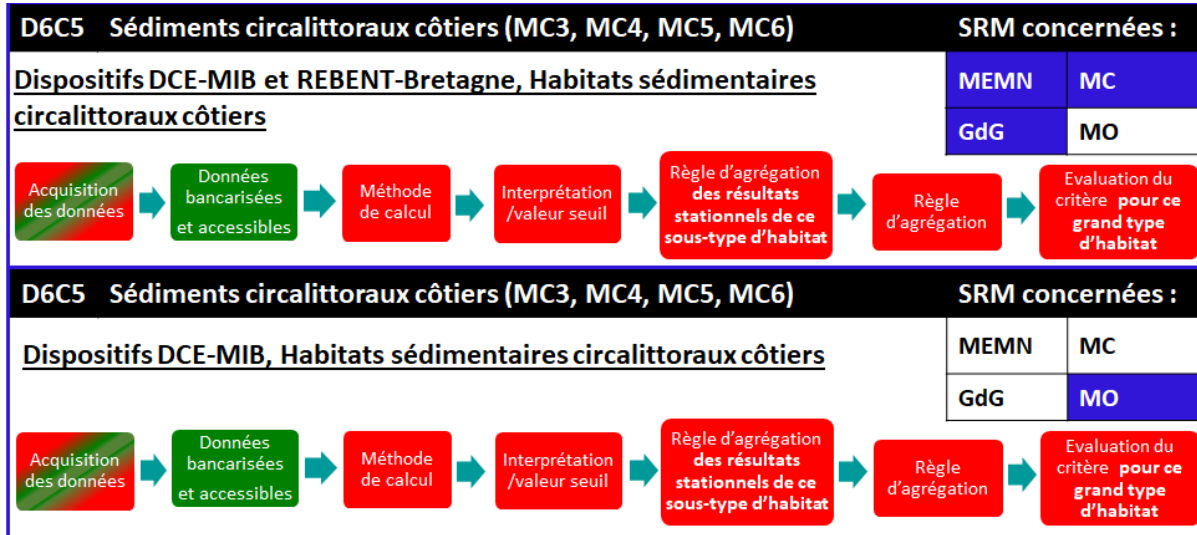 D6C5 Sédiments circalittoraux côtiers (MC3, MC4, MC5, MC6)
SRM concernées :
Dispositifs DCE-MIB et REBENT-Bretagne, Habitats sédimentaires
circalittoraux côtiers
MEMN
MC
GdG
MO
Acquisition
des données
Données
bancarisées
et accessibles
Méthode
de calcul
Interprétation
/valeur seuil
Règle d'agrégation
des résultats
stationnels de ce
sous-type d'habitat
Règle
d'agrégation
Evaluation du
critère pour ce
grand type
d'habitat
D6C5 Sédiments circalittoraux côtiers (MC3, MC4, MC5, MC6)
SRM concernées :
Dispositifs DCE-MIB, Habitats sédimentaires circalittoraux côtiers
MEMN
MC
GdG
MO
Acquisition
des données
Données
bancarisées
et accessibles
Méthode
de calcul
Interprétation
/valeur seuil
Règle d'agrégation
des résultats
stationnels de ce
sous-type d'habitat
Règle
d'agrégation
Evaluation du
critère pour ce
grand type
d'habitat